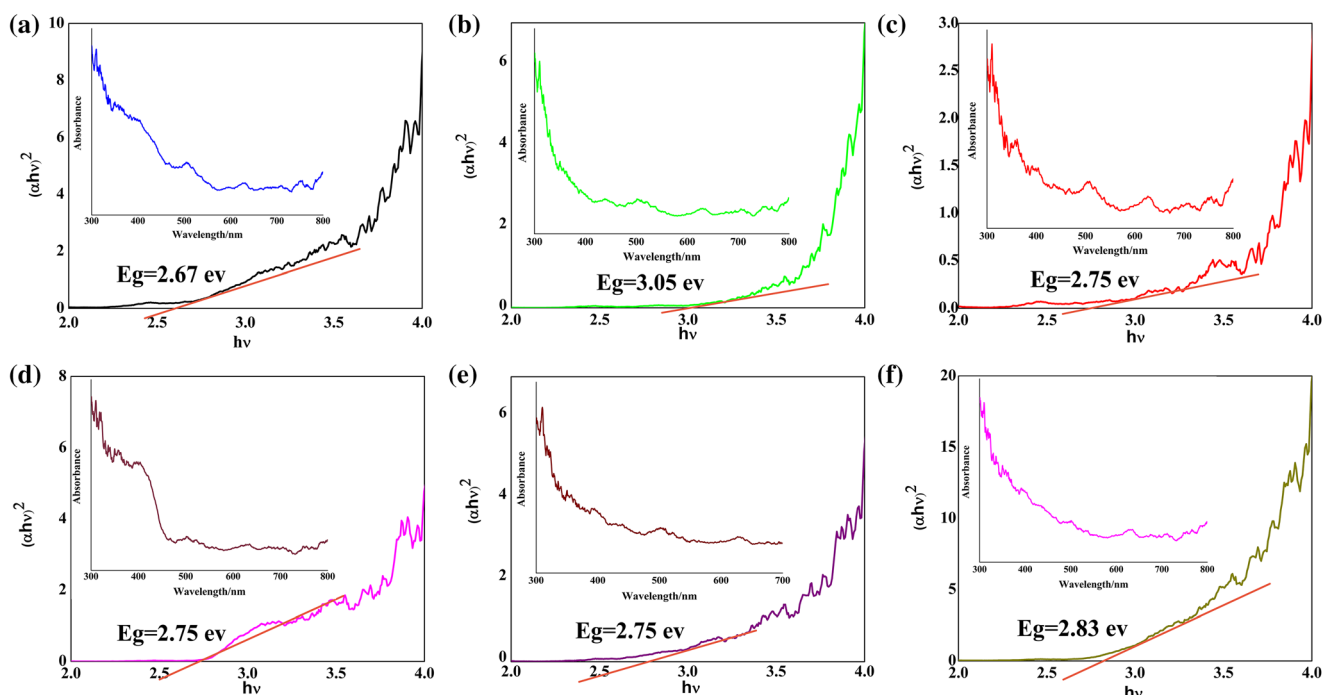 (a)
10
8
6
4
2
0
(αhν)²
2.0 2.5 3.0 3.5 4.0
hν
Eg=2.67 ev
Absorbance
300 400 500 600 700 800
Wavelength/nm
(b)
6
4
2
0
(αhν)²
2.0 2.5 3.0 3.5 4.0
hν
Eg=3.05 ev
Absorbance
300 400 500 600 700 800
Wavelength/nm
(c)
3.0
2.5
2.0
1.5
1.0
0.5
0.0
(αhν)²
2.0 2.5 3.0 3.5 4.0
hν
Eg=2.75 ev
Absorbance
300 400 500 600 700 800
Wavelength/nm
(d)
8
6
4
2
0
(αhν)²
2.0 2.5 3.0 3.5 4.0
hν
Eg=2.75 ev
Absorbance
300 400 500 600 700 800
Wavelength/nm
(e)
6
4
2
0
(αhν)²
2.0 2.5 3.0 3.5 4.0
hν
Eg=2.75 ev
Absorbance
300 400 500 600 700
Wavelength/nm
(f)
20
15
10
5
0
(αhν)²
2.0 2.5 3.0 3.5 4.0
hν
Eg=2.83 ev
Absorbance
300 400 500 600 700 800
Wavelength/nm